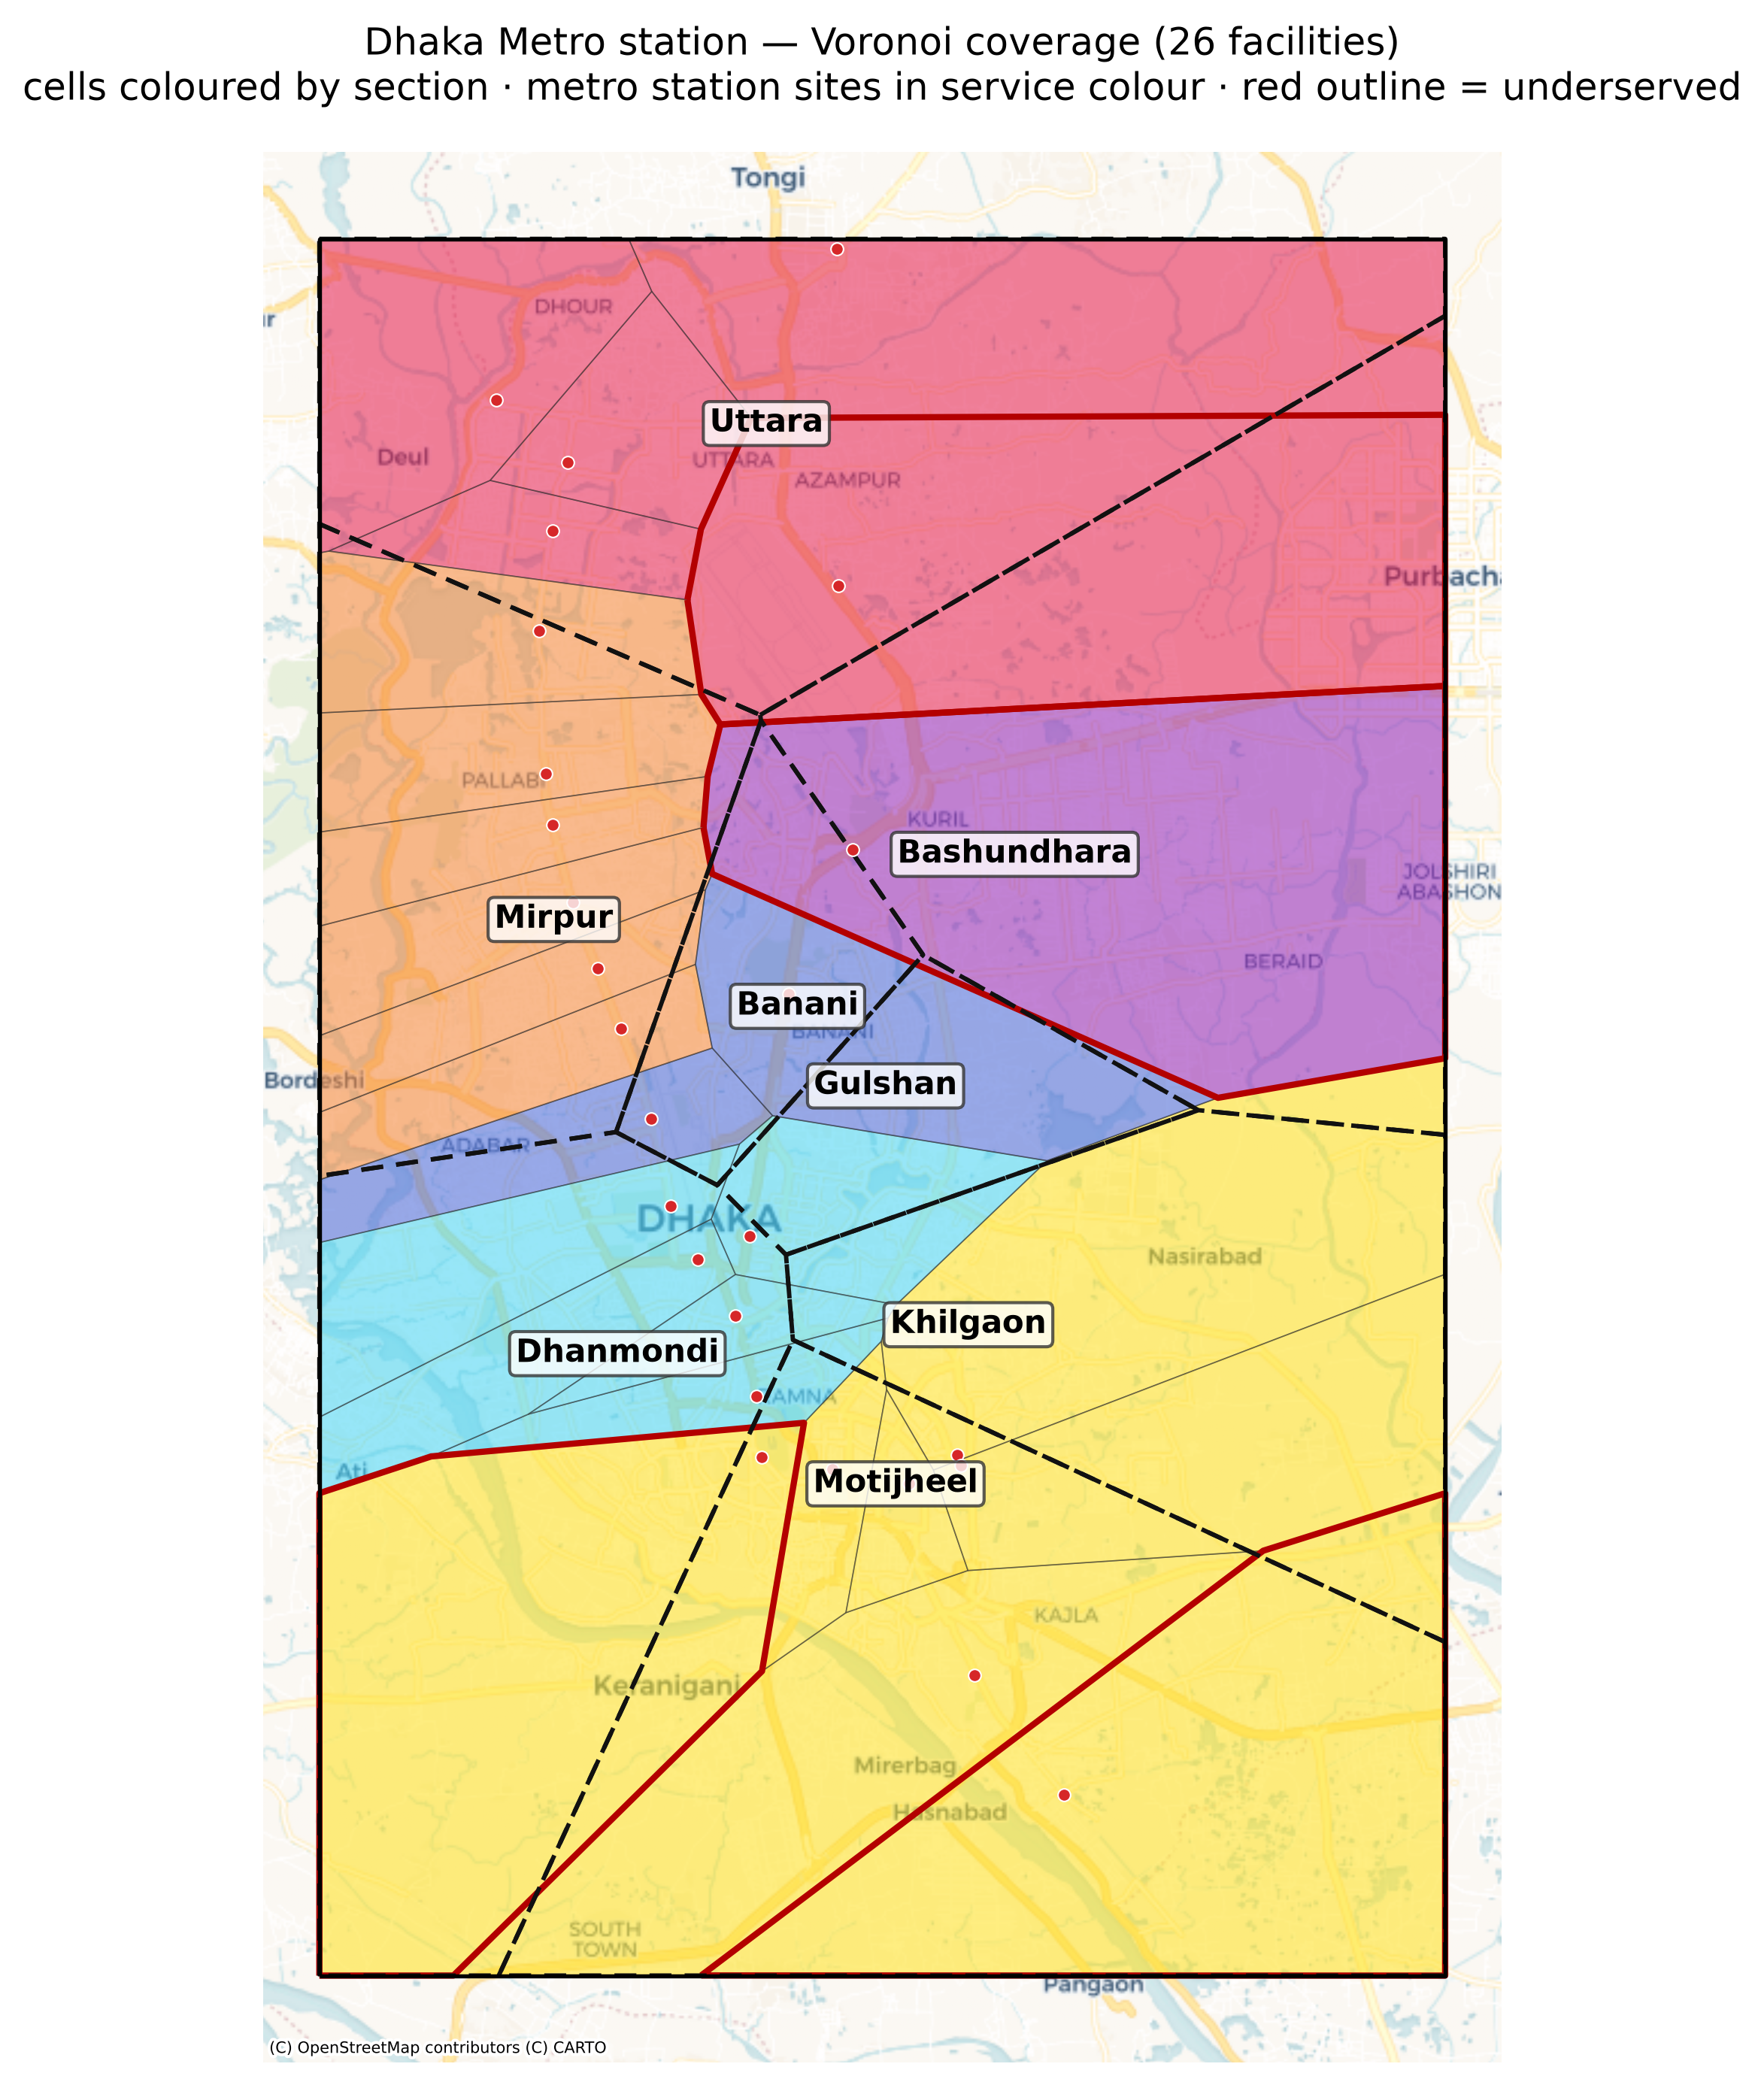 Dhaka Metro station — Voronoi coverage (26 facilities)
cells coloured by section · metro station sites in service colour · red outline = underserved
Tongi
DHOUR
Uttara
Deul
UTTARA
AZAMPUR
Purbacha
PALLABI
KURIL
Bashundhara
JOLSHIRI
ABASHON
Mirpur
BERAID
Banani
BANANI
Bordeshi
Gulshan
ADABAR
DHAKA
Nasirabad
Khilgaon
Dhanmondi
Ati
Motijheel
KAJLA
Keraniganj
Mirerbag
Hasnabad
SOUTH
TOWN
Pangaon
(C) OpenStreetMap contributors (C) CARTO